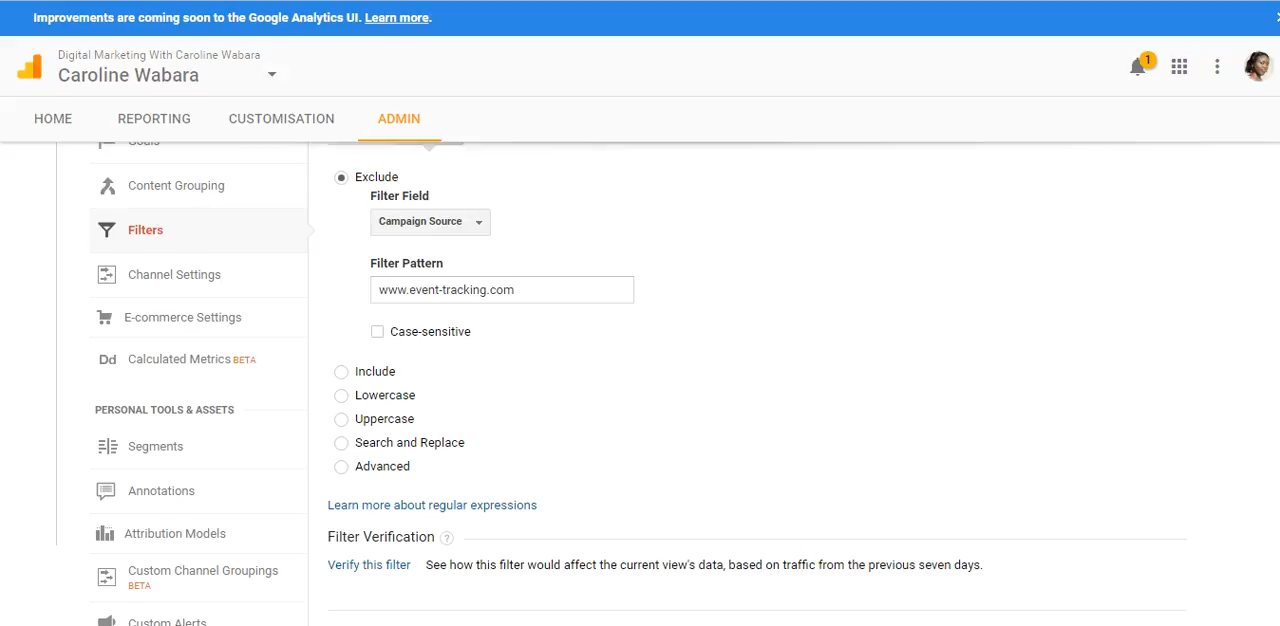 Improvements are coming soon to the Google Analytics UI. Learn more.
Digital Marketing With Caroline Wabara
Caroline Wabara
1
HOME REPORTING CUSTOMISATION ADMIN
Goals
Content Grouping
Filters
Channel Settings
E-commerce Settings
Dd Calculated Metrics BETA
PERSONAL TOOLS & ASSETS
Segments
Annotations
Attribution Models
Custom Channel Groupings
BETA
Custom Alerts
Exclude
Filter Field
Campaign Source
Filter Pattern
www.event-tracking.com
Case-sensitive
Include
Lowercase
Uppercase
Search and Replace
Advanced
Learn more about regular expressions
Filter Verification ?
Verify this filter See how this filter would affect the current view's data, based on traffic from the previous seven days.